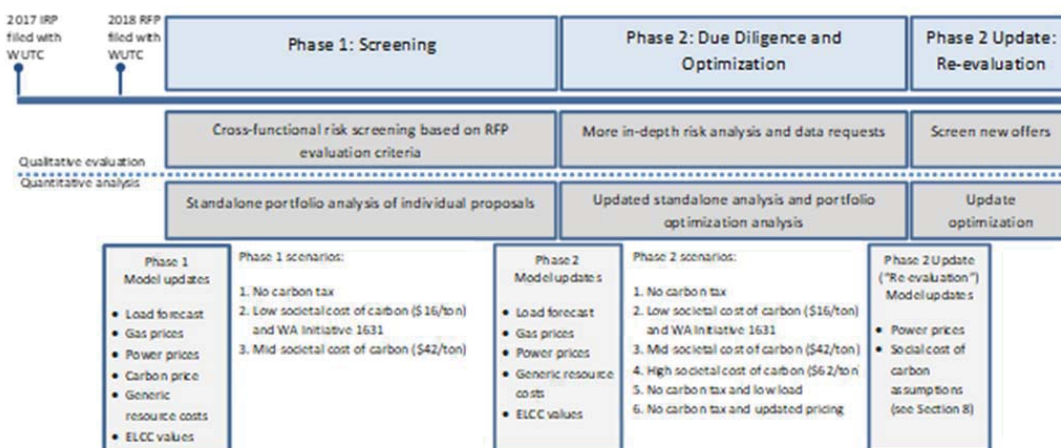 2017 IRP
filed with
WUTC
2018 RFP
filed with
WUTC
Phase 1: Screening
Phase 2: Due Diligence and
Optimization
Phase 2 Update:
Re-evaluation
Cross-functional risk screening based on RFP
evaluation criteria
More in-depth risk analysis and data requests
Screen new offers
Qualitative evaluation
Quantitative analysis
Standalone portfolio analysis of individual proposals
Updated standalone analysis and portfolio
optimization analysis
Update
optimization
Phase 1
Model updates
• Load forecast
• Gas prices
• Power prices
• Carbon price
• Generic
resource costs
• ELCC values
Phase 1 scenarios:
1. No carbon tax
2. Low societal cost of carbon ($16/ton)
and WA Initiative 1631
3. Mid societal cost of carbon ($42/ton)
Phase 2
Model updates
• Load forecast
• Gas prices
• Power prices
• Generic resource
costs
• ELCC values
Phase 2 scenarios:
1. No carbon tax
2. Low societal cost of carbon ($16/ton)
and WA Initiative 1631
3. Mid societal cost of carbon ($42/ton)
4. High societal cost of carbon ($62/ton
5. No carbon tax and low load
6. No carbon tax and updated pricing
Phase 2 Update
("Re-evaluation")
Model updates
• Power prices
• Social cost of
carbon
assumptions
(see Section 8)